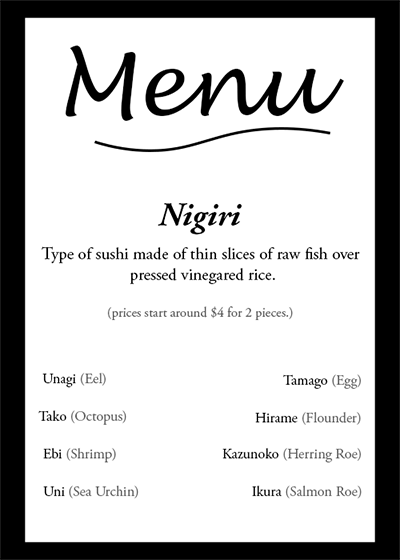 Menu
Nigiri
Type of sushi made of thin slices of raw fish over
pressed vinegared rice.
(prices start around $4 for 2 pieces.)
Unagi (Eel)
Tamago (Egg)
Tako (Octopus)
Hirame (Flounder)
Ebi (Shrimp)
Kazunoko (Herring Roe)
Uni (Sea Urchin)
Ikura (Salmon Roe)